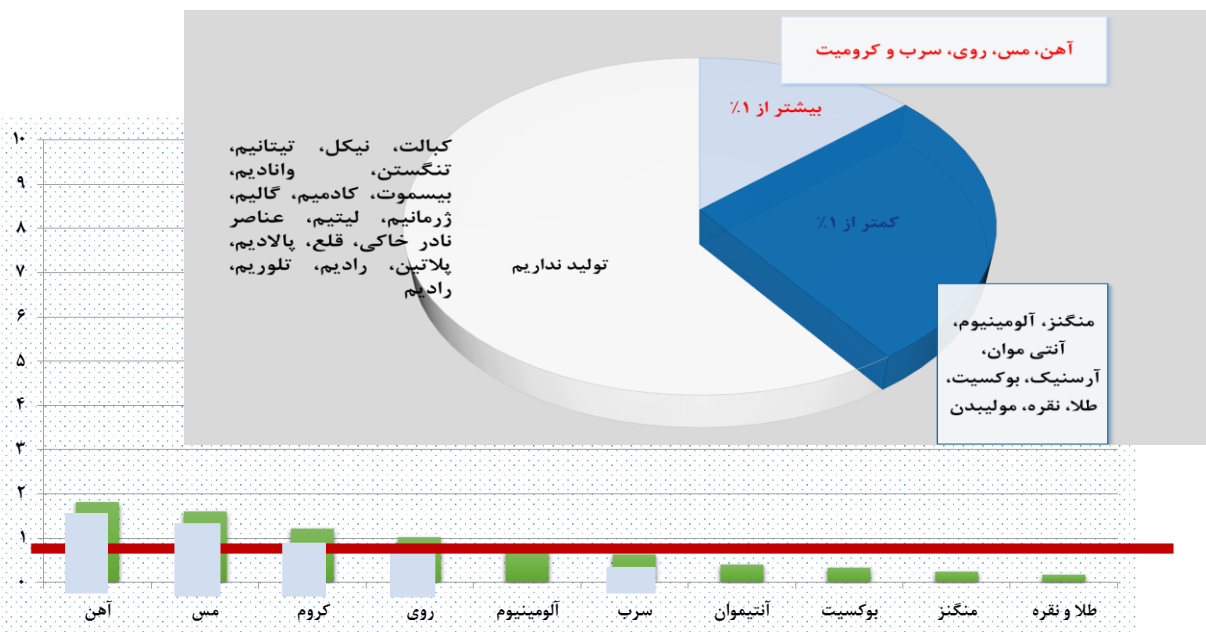 آهن، مس، روی، سرب و کرومیت
بیشتر از ۱٪
کمتر از ۱٪
تولید نداریم
کبالت، نیکل، تیتانیم،
تنگستن، وانادیم،
بیسموت، کادمیم، گالیم،
ژرمانیم، لیتیم، عناصر
نادر خاکی، قلع، پالادیم،
پلاتین، رادیم، تلوریم،
رادیم
منگنز، آلومینیوم،
آنتی موان،
آرسنیک، بوکسیت،
طلا، نقره، مولیبدن
۱۰
۹
۸
۷
۶
۵
۴
۳
۲
۱
۰
آهن
مس
کروم
روی
آلومینیوم
سرب
آنتیموان
بوکسیت
منگنز
طلا و نقره